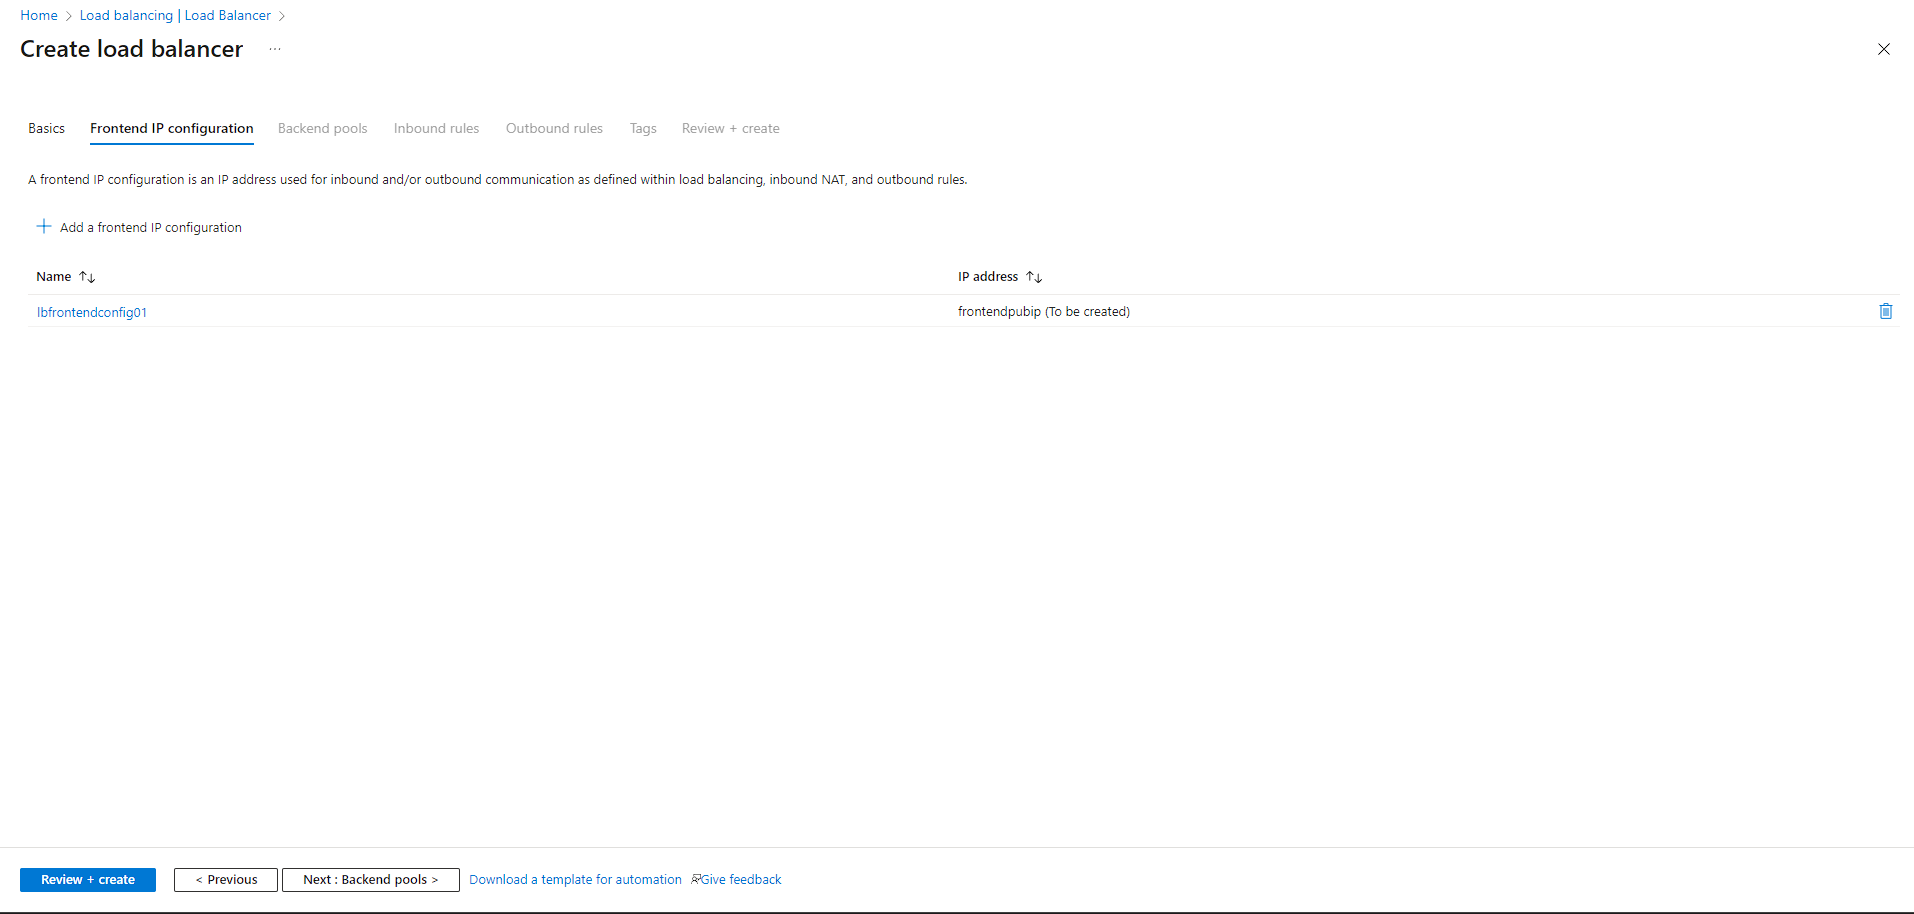 Home > Load balancing | Load Balancer >
Create load balancer ...
Basics Frontend IP configuration Backend pools Inbound rules Outbound rules Tags Review + create
A frontend IP configuration is an IP address used for inbound and/or outbound communication as defined within load balancing, inbound NAT, and outbound rules.
Add a frontend IP configuration
Name ↑↓ IP address ↑↓
lbfrontendconfig01 frontendpubip (To be created)
Review + create < Previous Next : Backend pools > Download a template for automation Give feedback